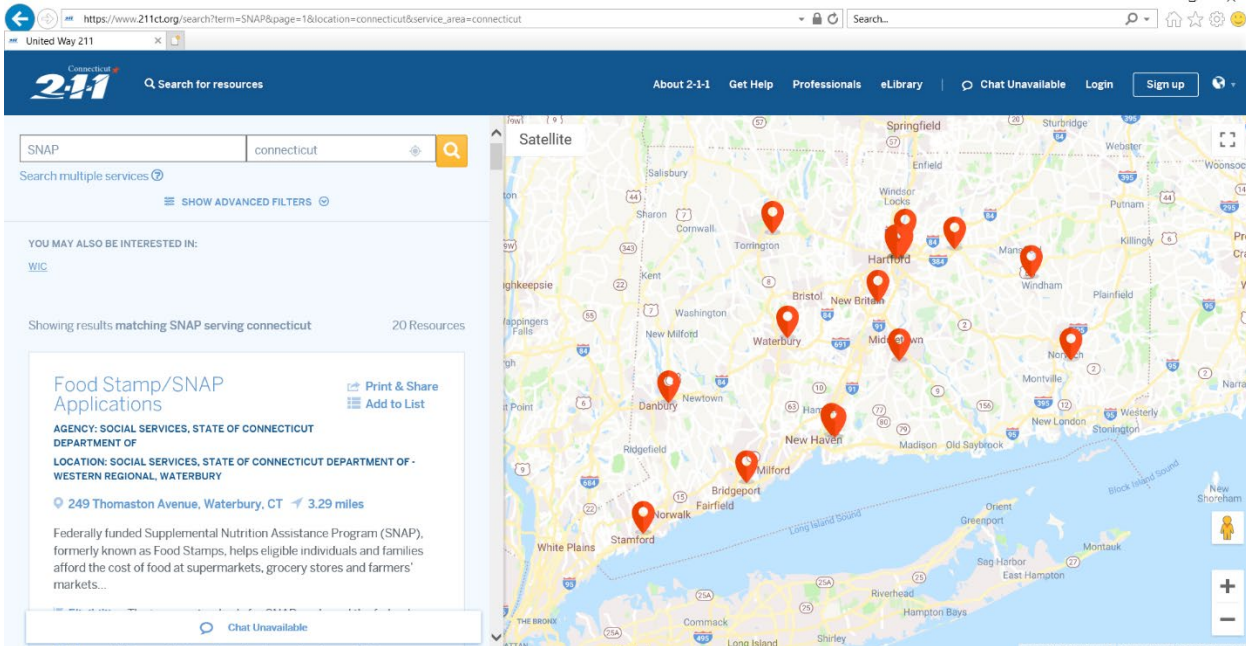 https://www.211ct.org/search?term=SNAP&page=1&location=connecticut&service_area=connecticut
Search...
United Way 211
Connecticut
2-1-1
Search for resources
About 2-1-1
Get Help
Professionals
eLibrary
Chat Unavailable
Login
Sign up
SNAP
connecticut
Search multiple services
SHOW ADVANCED FILTERS
YOU MAY ALSO BE INTERESTED IN:
WIC
Showing results matching SNAP serving connecticut
20 Resources
Food Stamp/SNAP
Applications
Print & Share
Add to List
AGENCY: SOCIAL SERVICES, STATE OF CONNECTICUT
DEPARTMENT OF
LOCATION: SOCIAL SERVICES, STATE OF CONNECTICUT DEPARTMENT OF -
WESTERN REGIONAL, WATERBURY
249 Thomaston Avenue, Waterbury, CT
3.29 miles
Federally funded Supplemental Nutrition Assistance Program (SNAP),
formerly known as Food Stamps, helps eligible individuals and families
afford the cost of food at supermarkets, grocery stores and farmers'
markets...
Chat Unavailable
Satellite
Springfield
Sturbridge
Webster
Enfield
Salisbury
Windsor
Locks
Putnam
Sharon
Cornwall
Torrington
Killingly
Hartford
Kent
Windham
Bristol
New Britain
Plainfield
Washington
New Milford
Waterbury
Middletown
Norwich
Montville
Danbury
Newtown
New Haven
Madison
Old Saybrook
New London
Westerly
Stonington
Ridgefield
Milford
Bridgeport
Fairfield
Norwalk
Stamford
White Plains
Long Island Sound
Block Island Sound
New
Shoreham
Orient
Greenport
Montauk
Sag Harbor
East Hampton
Riverhead
Hampton Bays
THE BRONX
Commack
Long Island
Shirley